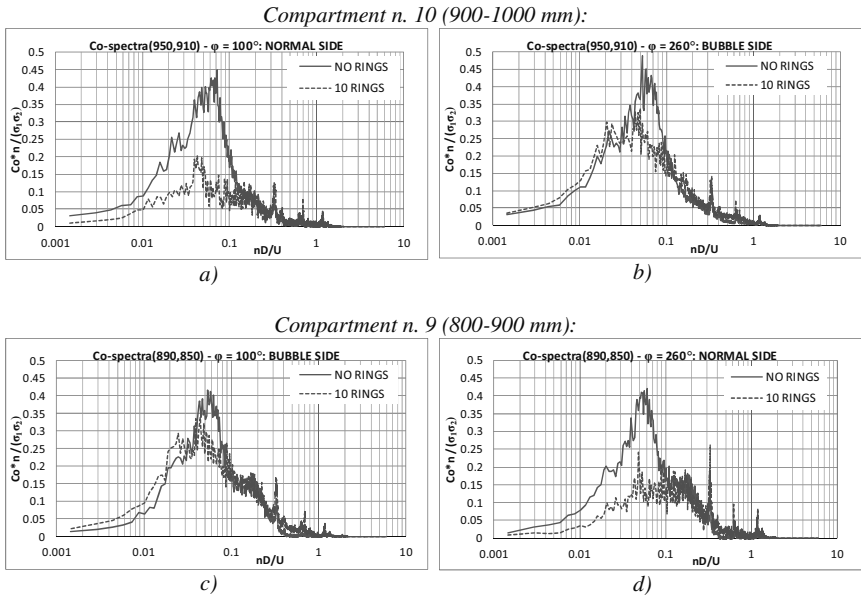 Compartment n. 10 (900-1000 mm):
Co-spectra(950,910) - φ = 100°: NORMAL SIDE
NO RINGS
10 RINGS
Co*n / (σ₁σ₂)
0.5
0.45
0.4
0.35
0.3
0.25
0.2
0.15
0.1
0.05
0
0.001 0.01 0.1 1 10
nD/U
a)
Co-spectra(950,910) - φ = 260°: BUBBLE SIDE
NO RINGS
10 RINGS
Co*n / (σ₁σ₂)
0.5
0.45
0.4
0.35
0.3
0.25
0.2
0.15
0.1
0.05
0
0.001 0.01 0.1 1 10
nD/U
b)
Compartment n. 9 (800-900 mm):
Co-spectra(890,850) - φ = 100°: BUBBLE SIDE
NO RINGS
10 RINGS
Co*n / (σ₁σ₂)
0.5
0.45
0.4
0.35
0.3
0.25
0.2
0.15
0.1
0.05
0
0.001 0.01 0.1 1 10
nD/U
c)
Co-spectra(890,850) - φ = 260°: NORMAL SIDE
NO RINGS
10 RINGS
Co*n / (σ₁σ₂)
0.5
0.45
0.4
0.35
0.3
0.25
0.2
0.15
0.1
0.05
0
0.001 0.01 0.1 1 10
nD/U
d)